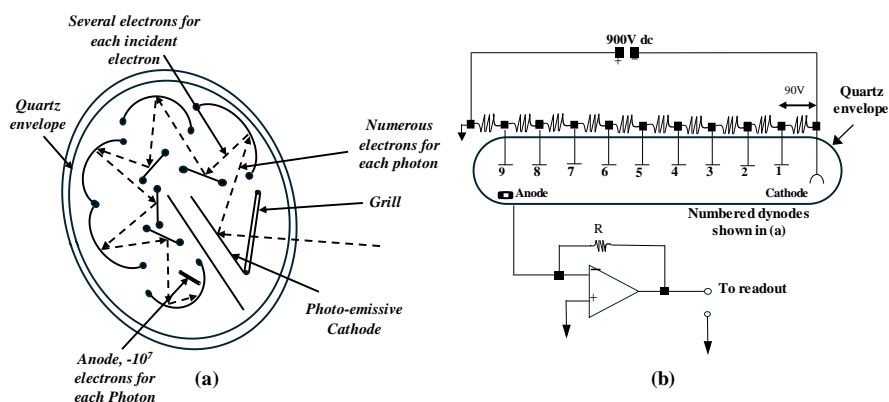 Several electrons for
each incident
electron
Quartz
envelope
Numerous
electrons for
each photon
Grill
Photo-emissive
Cathode
Anode, -10⁷
electrons for
each Photon
(a)
900V dc
+ −
90V
Quartz
envelope
9 8 7 6 5 4 3 2 1
Anode
Cathode
Numbered dynodes
shown in (a)
R
−
+
To readout
(b)